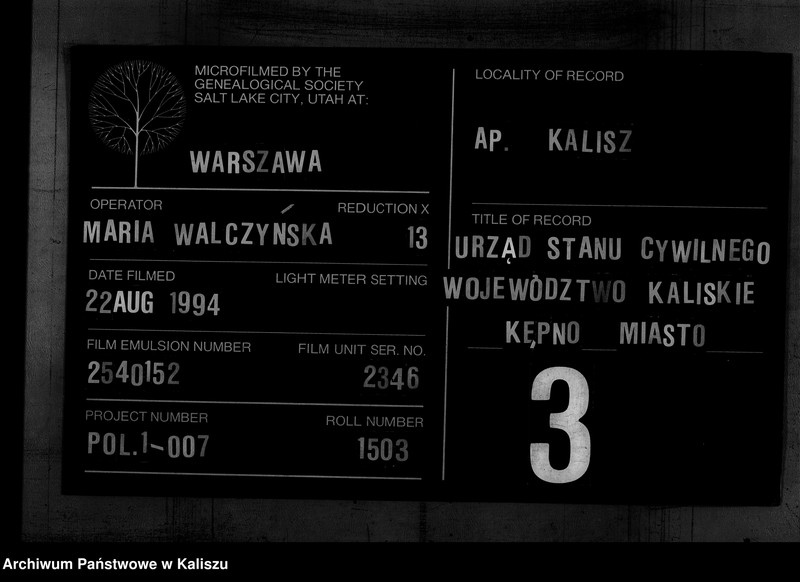 MICROFILMED BY THE
GENEALOGICAL SOCIETY
SALT LAKE CITY, UTAH AT:
WARSZAWA
OPERATOR
REDUCTION X
MARIA WALCZYŃSKA
13
DATE FILMED
LIGHT METER SETTING
22AUG 1994
FILM EMULSION NUMBER
FILM UNIT SER. NO.
2540152
2346
PROJECT NUMBER
ROLL NUMBER
POL.1-007
1503
LOCALITY OF RECORD
AP. KALISZ
TITLE OF RECORD
URZĄD STANU CYWILNEGO
WOJEWÒDZTWO KALISKIE
KĘPNO MIASTO
3
Archiwum Państwowe w Kaliszu